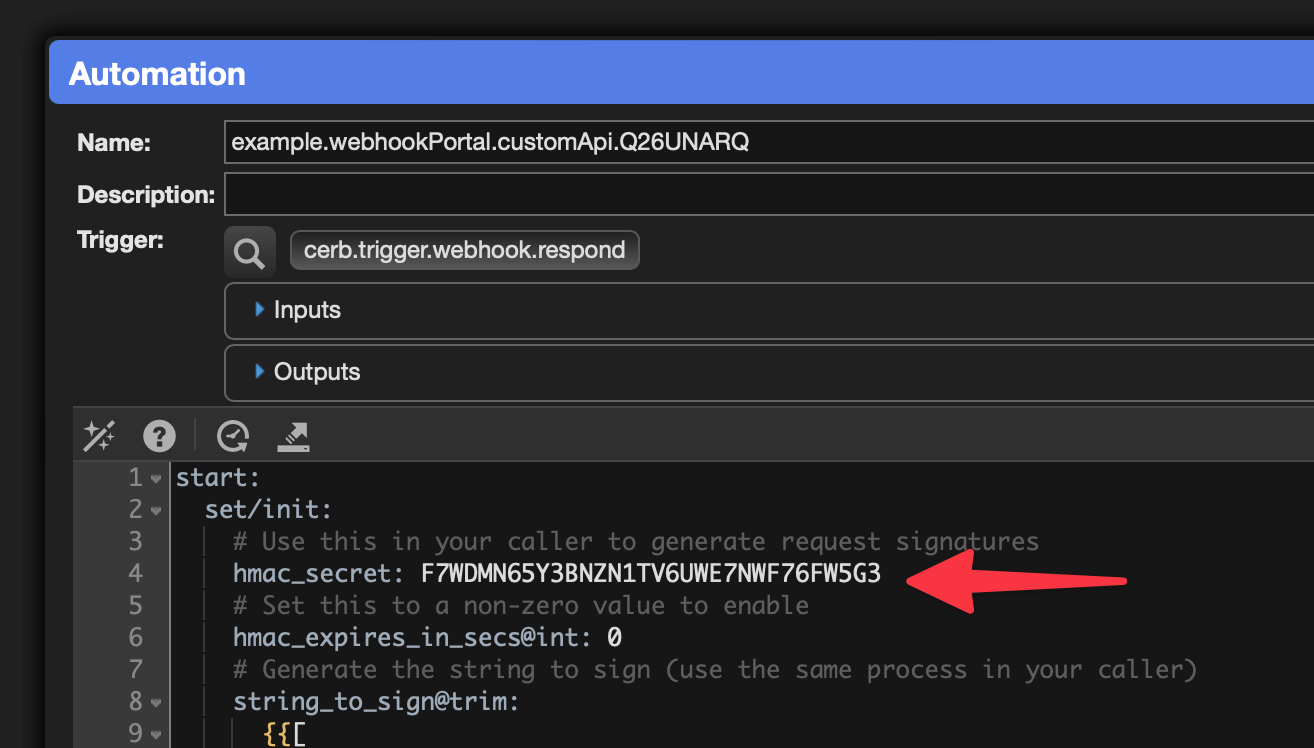 Automation
Name: example.webhookPortal.customApi.Q26UNARQ
Description:
Trigger: cerb.trigger.webhook.respond
Inputs
Outputs
?
1 start:
2 set/init:
3 # Use this in your caller to generate request signatures
4 hmac_secret: F7WDMN65Y3BNZN1TV6UWE7NWF76FW5G3
5 # Set this to a non-zero value to enable
6 hmac_expires_in_secs@int: 0
7 # Generate the string to sign (use the same process in your caller)
8 string_to_sign@trim:
9 {{[